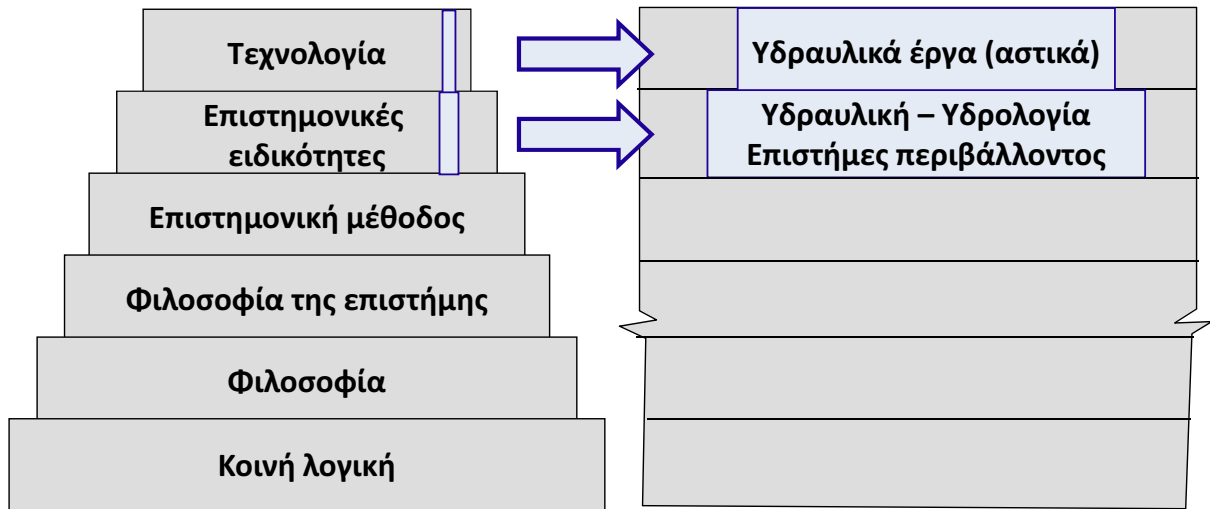 Τεχνολογία
Υδραυλικά έργα (αστικά)
Επιστημονικές
ειδικότητες
Υδραυλική – Υδρολογία
Επιστήμες περιβάλλοντος
Επιστημονική μέθοδος
Φιλοσοφία της επιστήμης
Φιλοσοφία
Κοινή λογική